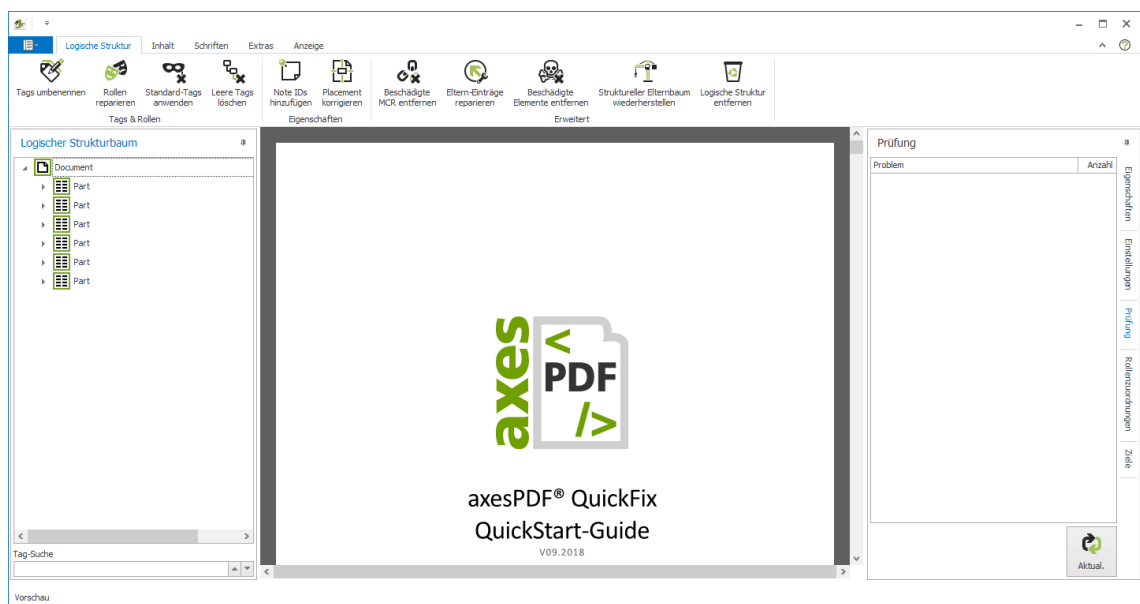 Logische Struktur Inhalt Schriften Extras Anzeige
Tags umbenennen
Rollen
reparieren
Standard-Tags
anwenden
Leere Tags
löschen
Tags & Rollen
Note IDs
hinzufügen
Placement
korrigieren
Eigenschaften
Beschädigte
MCR entfernen
Eltern-Einträge
reparieren
Beschädigte
Elemente entfernen
Struktureller Elternbaum
wiederherstellen
Logische Struktur
entfernen
Erweitert
Logischer Strukturbaum
Document
Part
Part
Part
Part
Part
Part
Tag-Suche
axes
<
PDF
/>
axesPDF® QuickFix
QuickStart-Guide
V09.2018
Prüfung
Problem Anzahl
Aktual.
Eigenschaften
Einstellungen
Prüfung
Rollenzuordnungen
Ziele
Vorschau